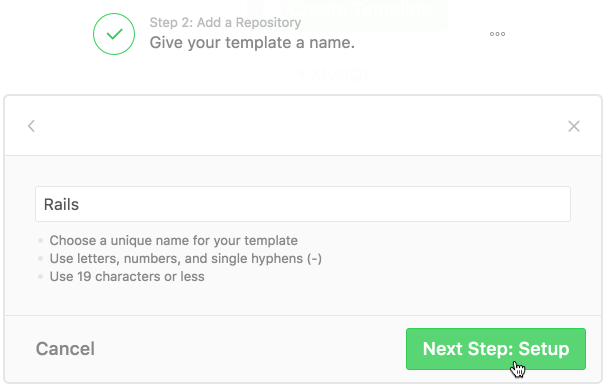 Step 2: Add a Repository
Give your template a name.
Rails
Choose a unique name for your template
Use letters, numbers, and single hyphens (-)
Use 19 characters or less
Cancel
Next Step: Setup